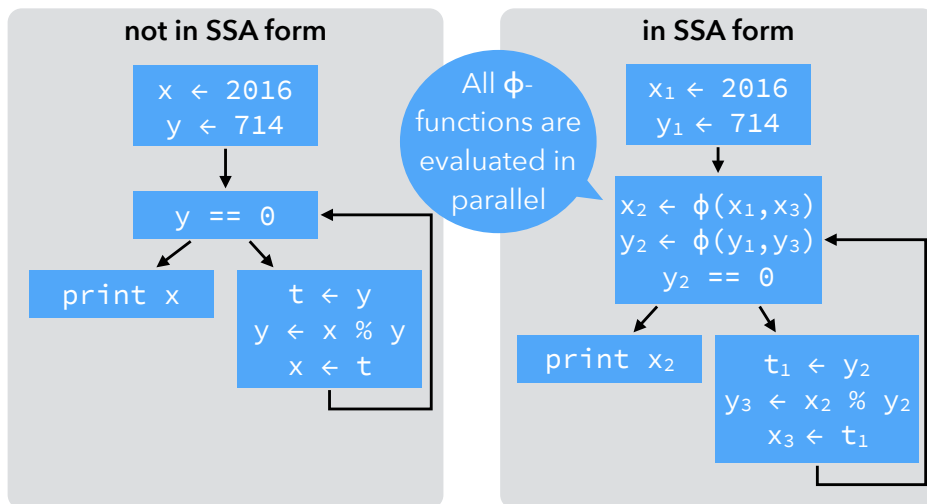 not in SSA form
x ← 2016
y ← 714
y == 0
print x
t ← y
y ← x % y
x ← t
All ϕ-
functions are
evaluated in
parallel
in SSA form
x₁ ← 2016
y₁ ← 714
x₂ ← ϕ(x₁,x₃)
y₂ ← ϕ(y₁,y₃)
y₂ == 0
print x₂
t₁ ← y₂
y₃ ← x₂ % y₂
x₃ ← t₁